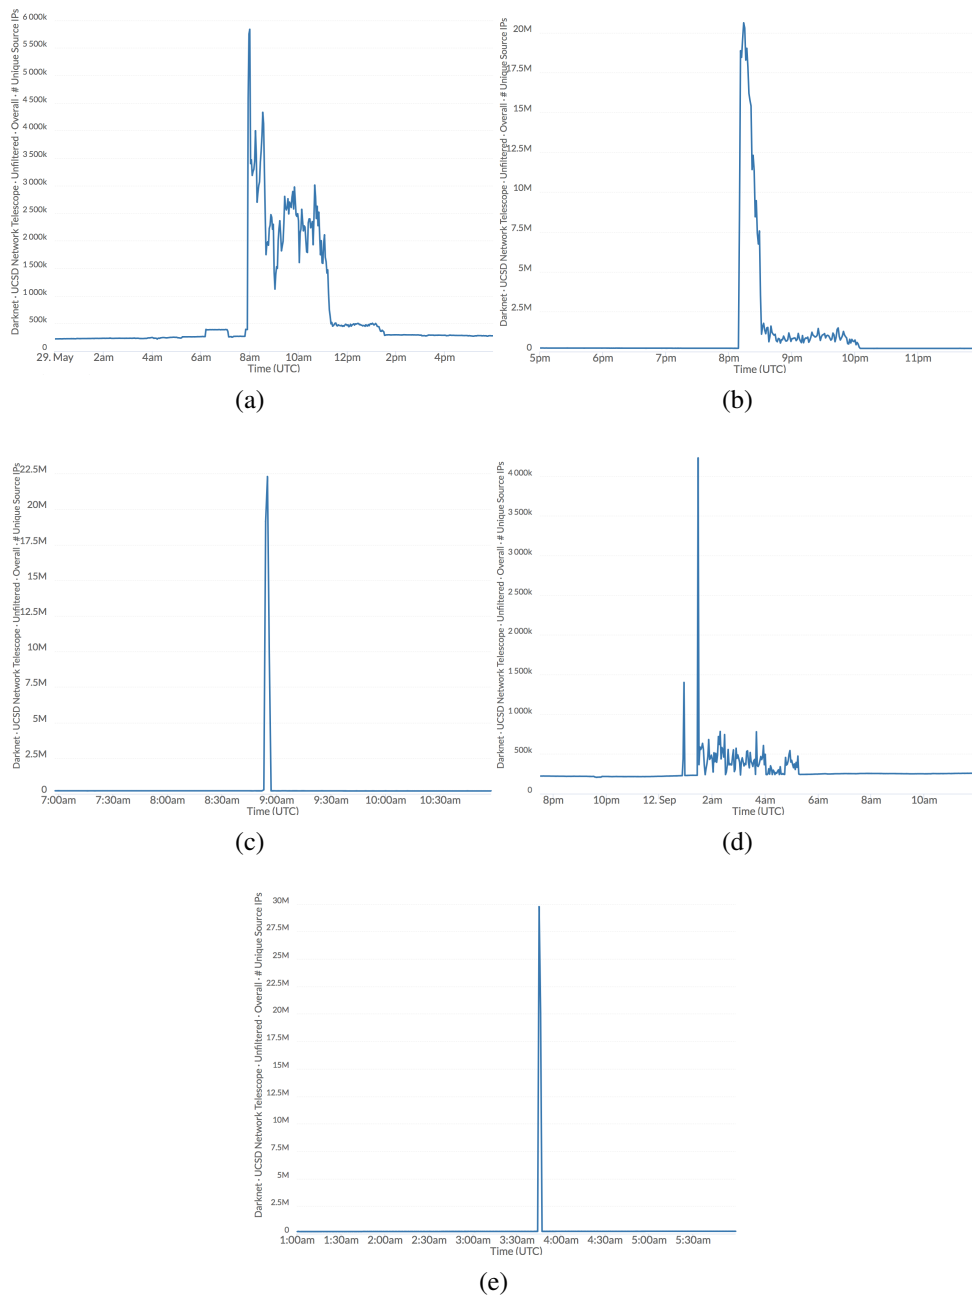 Darknet · UCSD Network Telescope · Unfiltered · Overall · # Unique Source IPs
6 000k
5 500k
5 000k
4 500k
4 000k
3 500k
3 000k
2 500k
2 000k
1 500k
1 000k
500k
0
29. May 2am 4am 6am 8am 10am 12pm 2pm 4pm
Time (UTC)
(a)
Darknet · UCSD Network Telescope · Unfiltered · Overall · # Unique Source IPs
20M
17.5M
15M
12.5M
10M
7.5M
5M
2.5M
0
5pm 6pm 7pm 8pm 9pm 10pm 11pm
Time (UTC)
(b)
Darknet · UCSD Network Telescope · Unfiltered · Overall · # Unique Source IPs
22.5M
20M
17.5M
15M
12.5M
10M
7.5M
5M
2.5M
0
7:00am 7:30am 8:00am 8:30am 9:00am 9:30am 10:00am 10:30am
Time (UTC)
(c)
Darknet · UCSD Network Telescope · Unfiltered · Overall · # Unique Source IPs
4 000k
3 500k
3 000k
2 500k
2 000k
1 500k
1 000k
500k
0
8pm 10pm 12. Sep 2am 4am 6am 8am 10am
Time (UTC)
(d)
Darknet · UCSD Network Telescope · Unfiltered · Overall · # Unique Source IPs
30M
27.5M
25M
22.5M
20M
17.5M
15M
12.5M
10M
7.5M
5M
2.5M
0
1:00am 1:30am 2:00am 2:30am 3:00am 3:30am 4:00am 4:30am 5:00am 5:30am
Time (UTC)
(e)